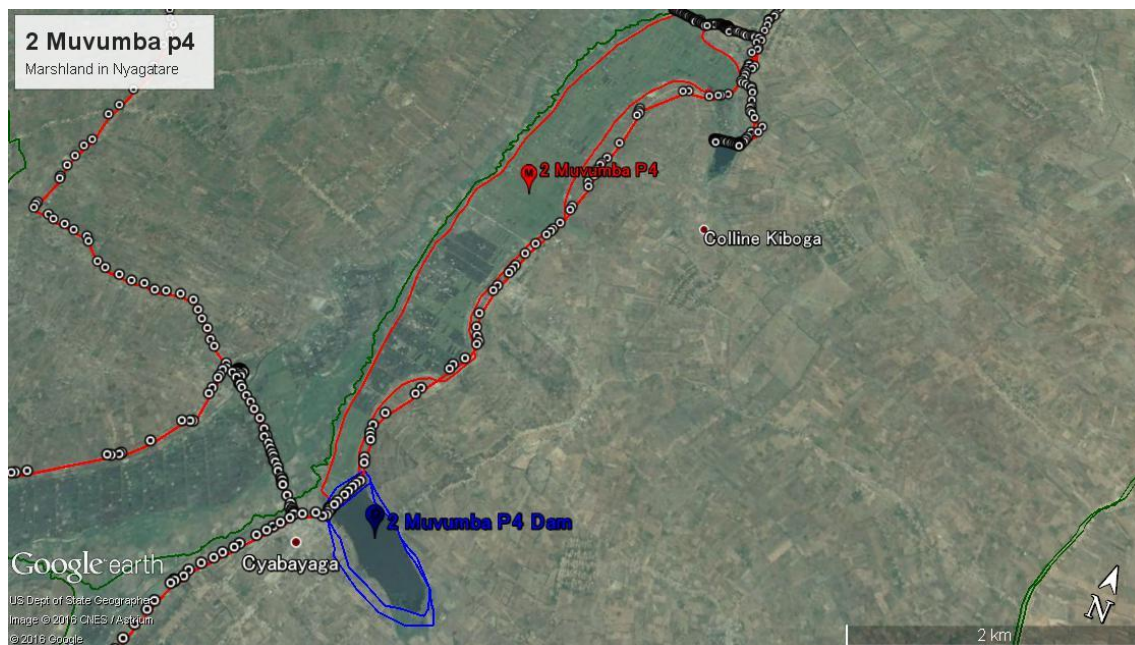 2 Muvumba p4
Marshland in Nyagatare
2 Muvumba P4
Colline Kiboga
2 Muvumba P4 Dam
Cyabayaga
Google earth
US Dept of State Geographer
Image © 2016 CNES / Astrium
© 2016 Google
N
2 km